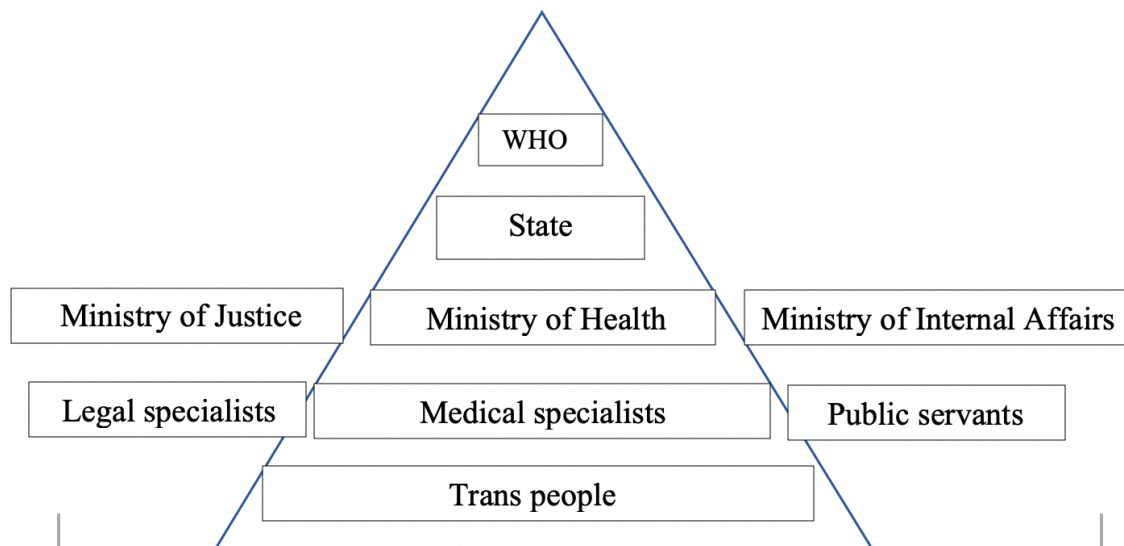 WHO
State
Ministry of Justice
Ministry of Health
Ministry of Internal Affairs
Legal specialists
Medical specialists
Public servants
Trans people